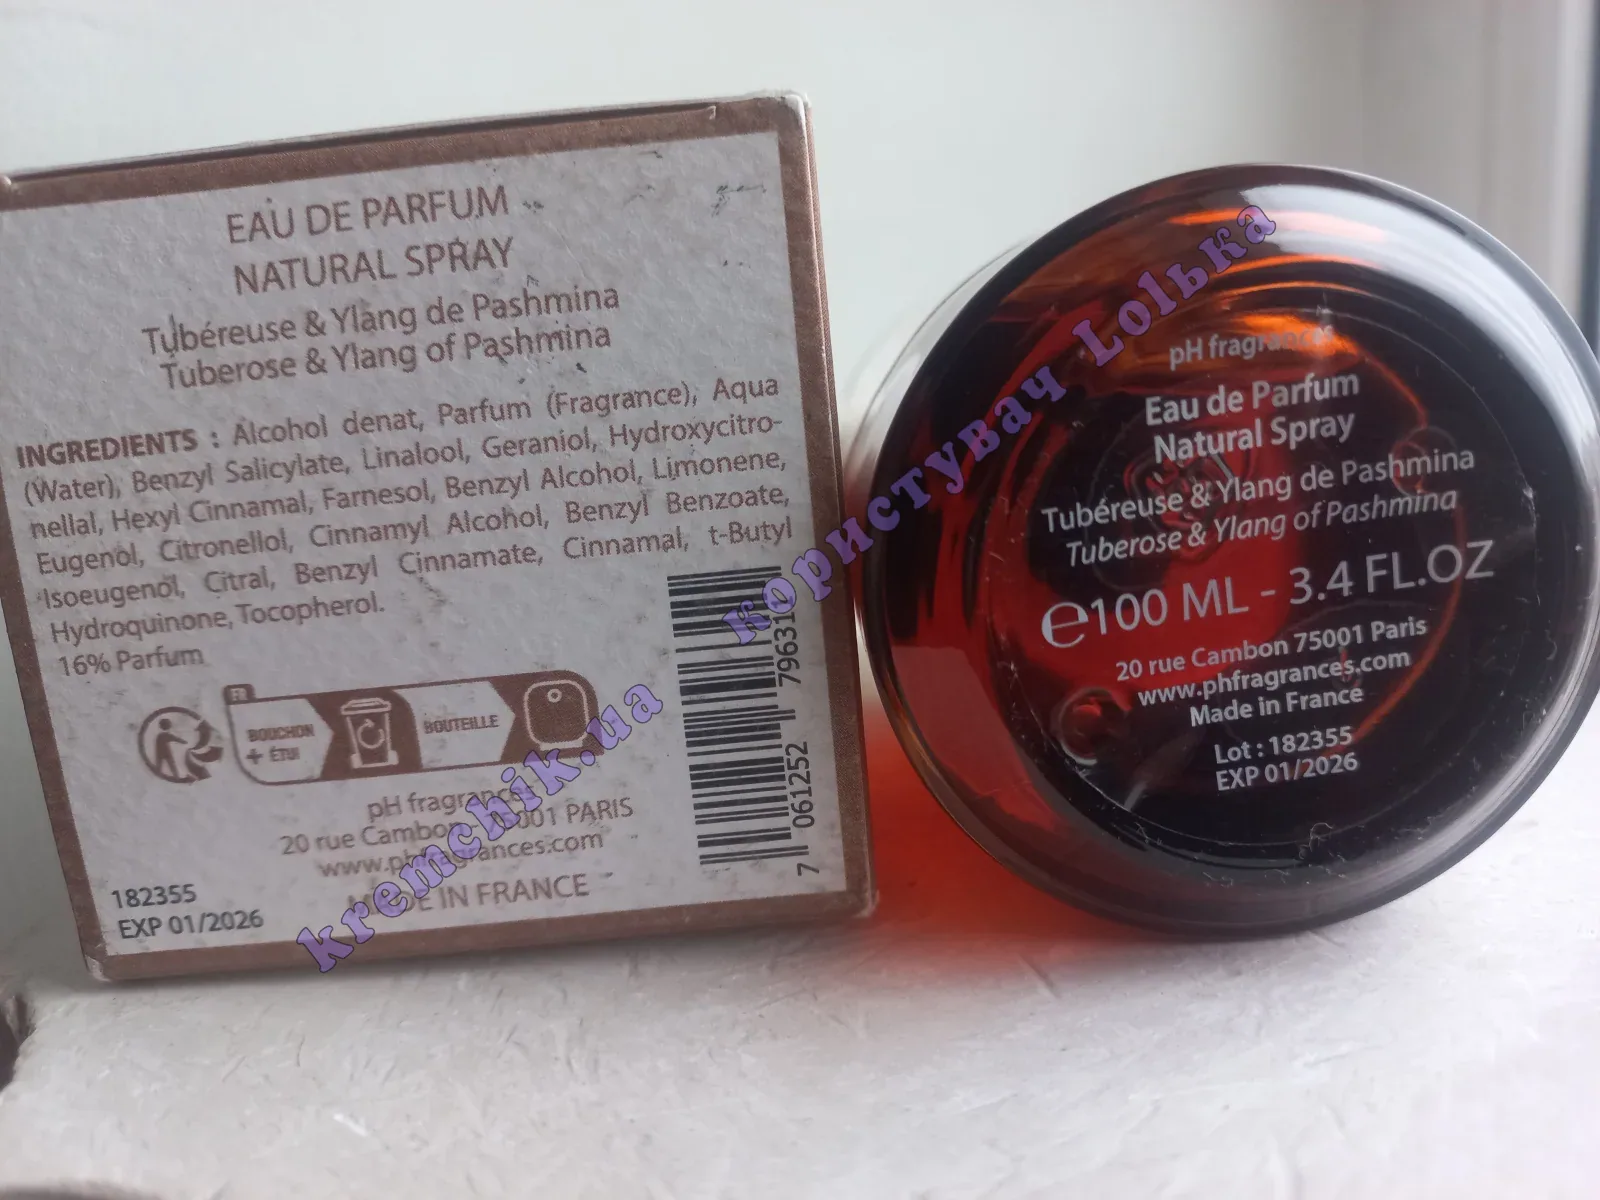 EAU DE PARFUM
NATURAL SPRAY
Tubéreuse & Ylang de Pashmina
Tuberose & Ylang of Pashmina
INGREDIENTS : Alcohol denat, Parfum (Fragrance), Aqua
(Water), Benzyl Salicylate, Linalool, Geraniol, Hydroxycitro-
nellal, Hexyl Cinnamal, Farnesol, Benzyl Alcohol, Limonene,
Eugenol, Citronellol, Cinnamyl Alcohol, Benzyl Benzoate,
Isoeugenol, Citral, Benzyl Cinnamate, Cinnamal, t-Butyl
Hydroquinone, Tocopherol.
16% Parfum
FR
BOUCHON
+ ÉTUI
BOUTEILLE
pH fragrances
20 rue Cambon 75001 PARIS
www.phfragrances.com
MADE IN FRANCE
182355
EXP 01/2026
7 061252 796311
pH fragrances
Eau de Parfum
Natural Spray
Tubéreuse & Ylang de Pashmina
Tuberose & Ylang of Pashmina
℮100 ML - 3.4 FL.OZ
20 rue Cambon 75001 Paris
www.phfragrances.com
Made in France
Lot : 182355
EXP 01/2026
kremchik.ua користувач Lolька